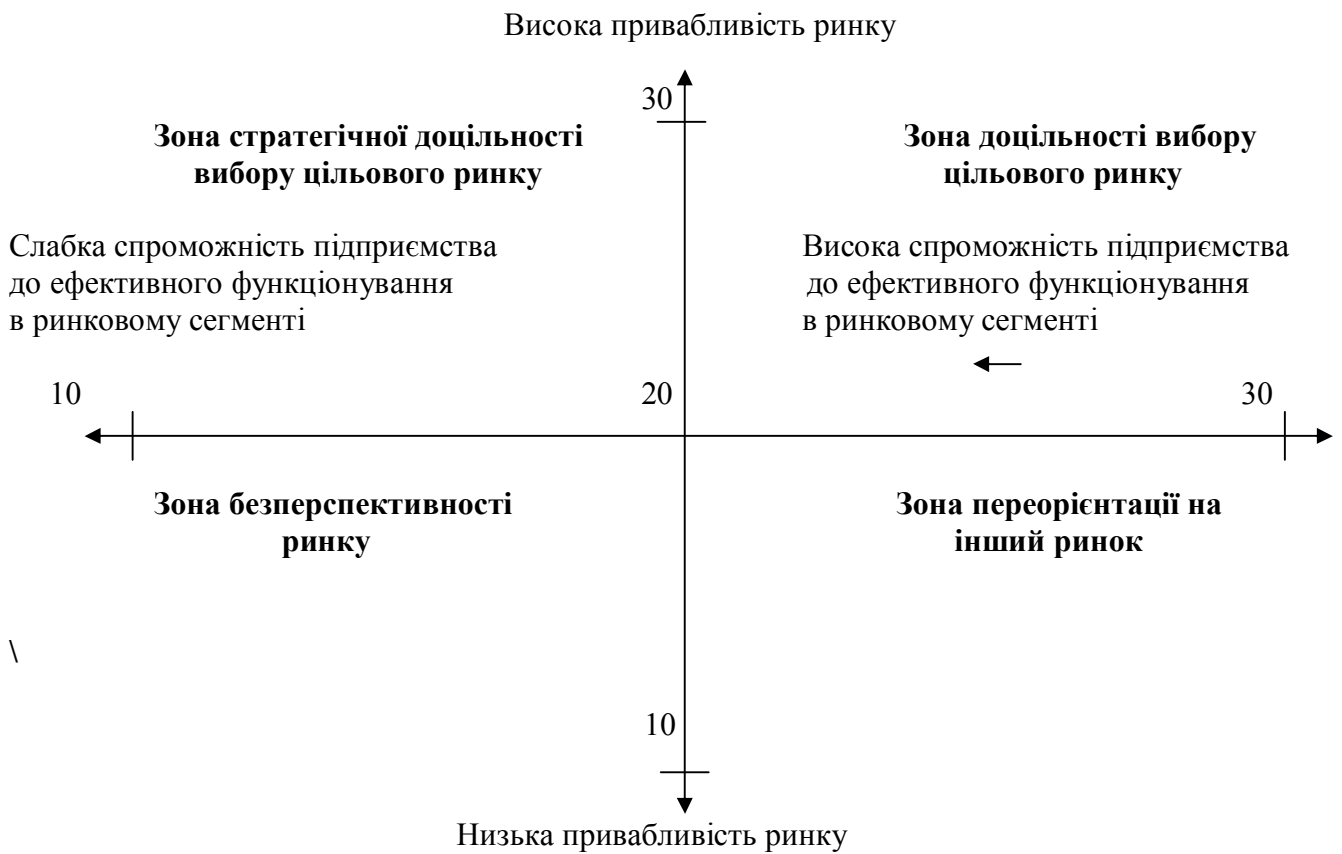 Висока привабливість ринку
30
Зона стратегічної доцільності
вибору цільового ринку
Зона доцільності вибору
цільового ринку
Слабка спроможність підприємства
до ефективного функціонування
в ринковому сегменті
Висока спроможність підприємства
до ефективного функціонування
в ринковому сегменті
10
20
30
Зона безперспективності
ринку
Зона переорієнтації на
інший ринок
\
10
Низька привабливість ринку